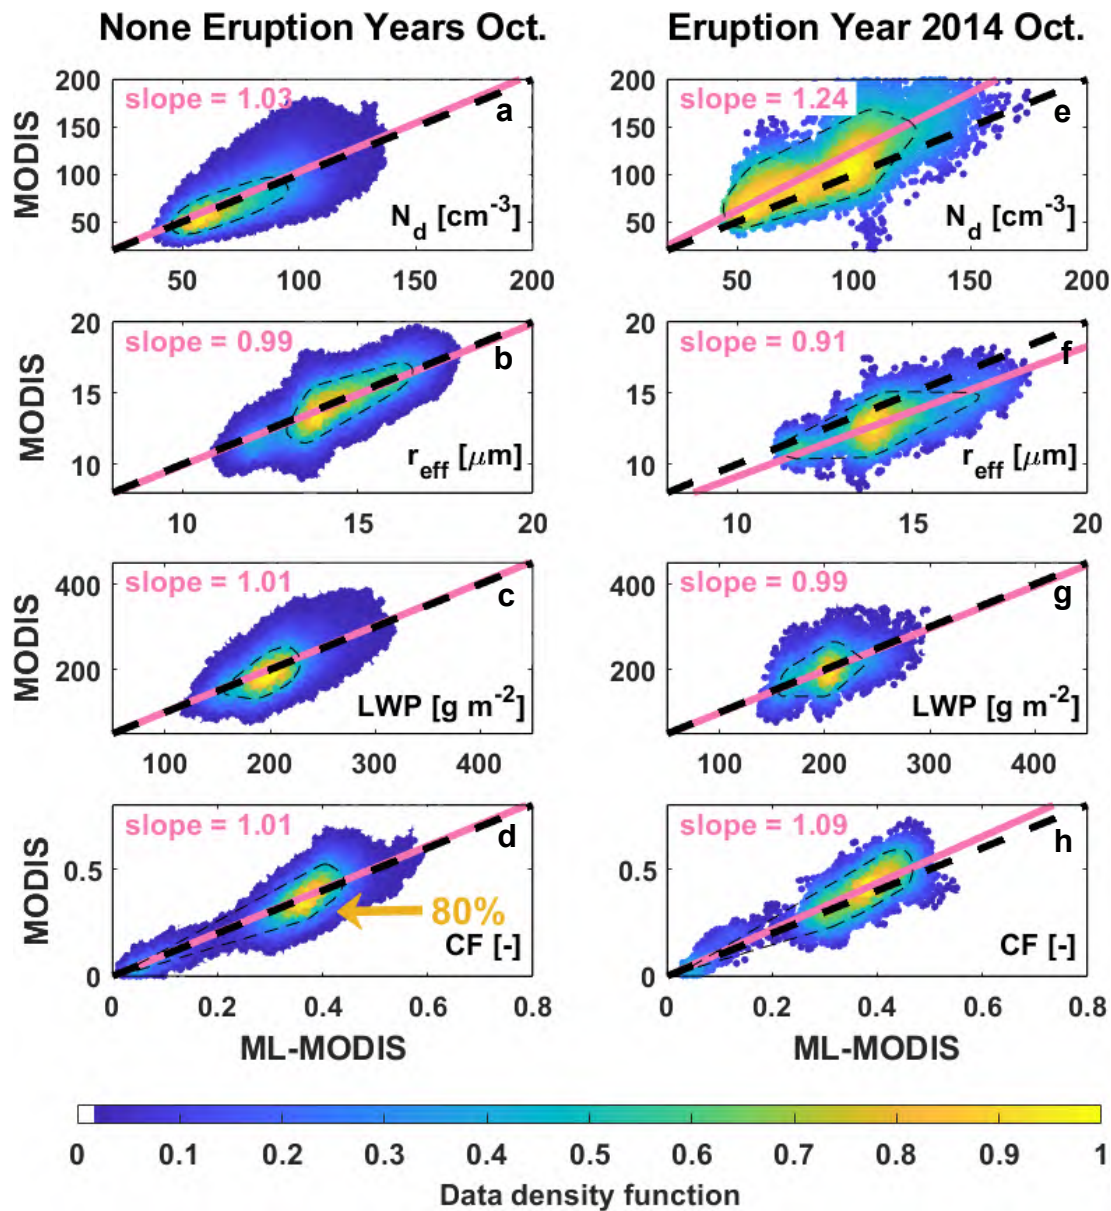 None Eruption Years Oct.
Eruption Year 2014 Oct.
MODIS
200
150
100
50
slope = 1.03
a
N_d [cm^-3]
50 100 150 200
200
150
100
50
slope = 1.24
e
N_d [cm^-3]
50 100 150 200
MODIS
20
15
10
slope = 0.99
b
r_eff [μm]
10 15 20
20
15
10
slope = 0.91
f
r_eff [μm]
10 15 20
MODIS
400
200
slope = 1.01
c
LWP [g m^-2]
100 200 300 400
400
200
slope = 0.99
g
LWP [g m^-2]
100 200 300 400
MODIS
0.5
0
slope = 1.01
d
80%
CF [-]
0 0.2 0.4 0.6 0.8
ML-MODIS
0.5
0
slope = 1.09
h
CF [-]
0 0.2 0.4 0.6 0.8
ML-MODIS
0 0.1 0.2 0.3 0.4 0.5 0.6 0.7 0.8 0.9 1
Data density function